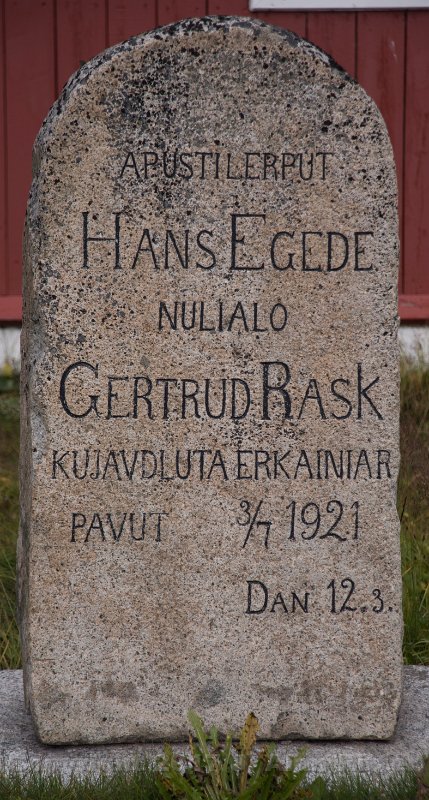 APUSTILERPUT
HANS EGEDE
NULIALO
GERTRUD RASK
KUJAVDLUTA ERKAINIAR
PAVUT 3/7 1921
DAN 12.3.